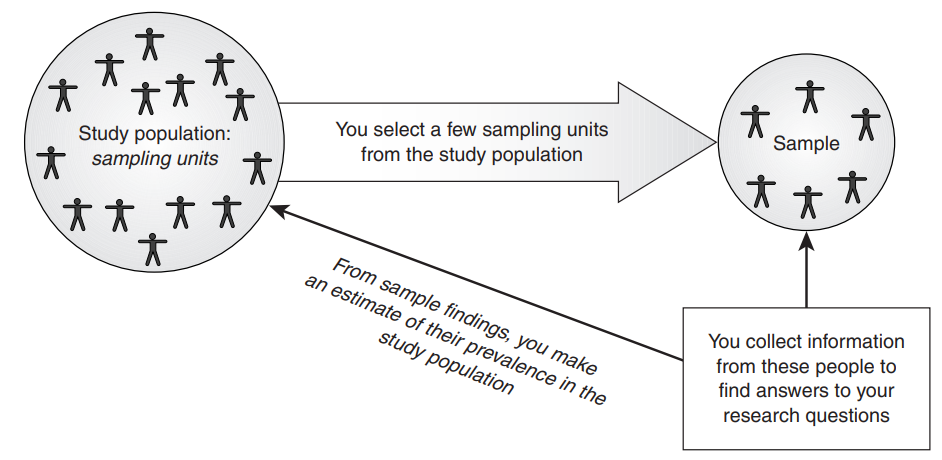 Study population:
sampling units
You select a few sampling units
from the study population
Sample
From sample findings, you make
an estimate of their prevalence in the
study population
You collect information
from these people to
find answers to your
research questions